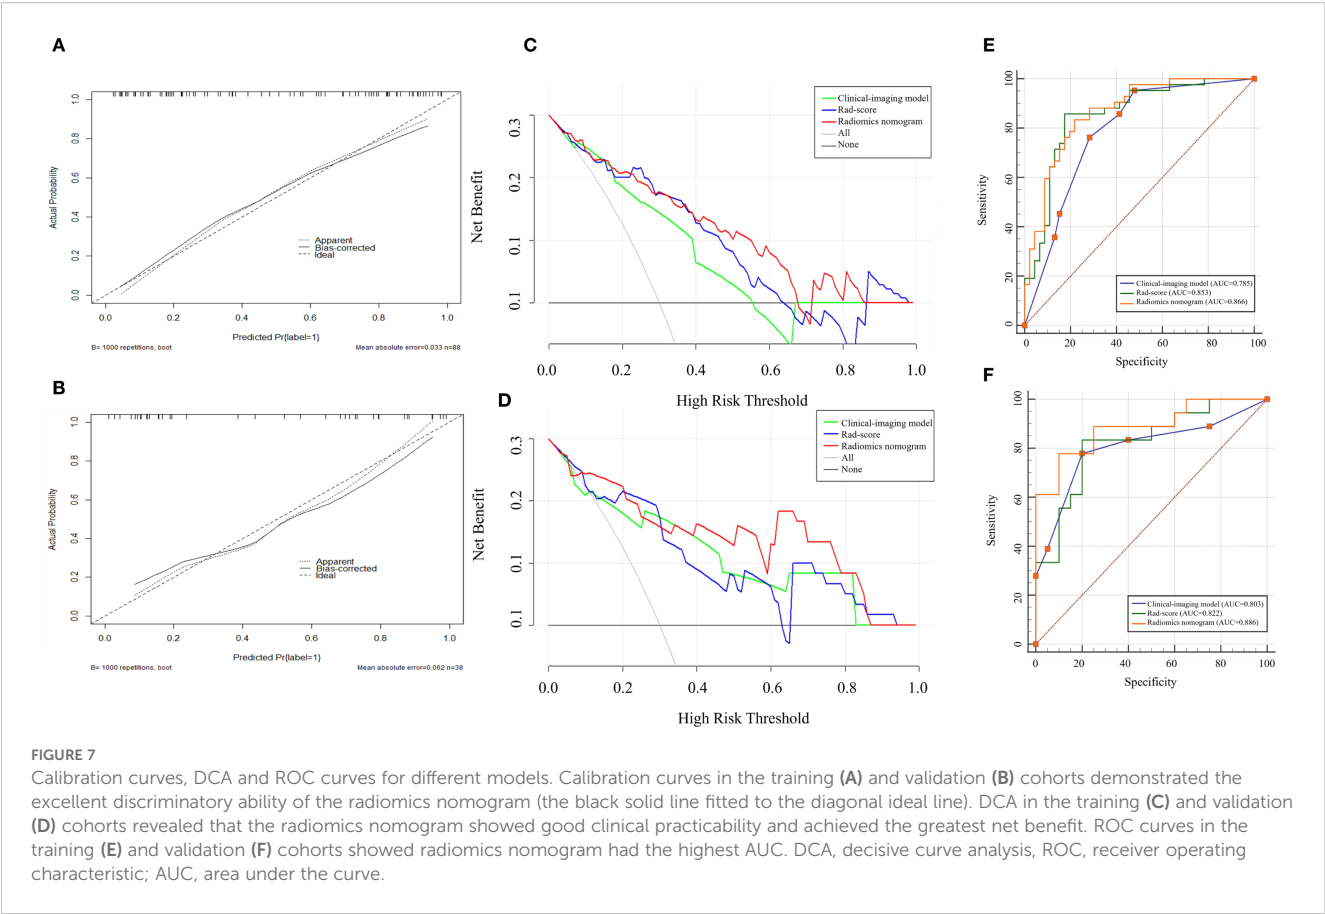 A
1.0
0.8
0.6
0.4
0.2
0.0
Actual Probability
Apparent
Bias-corrected
Ideal
0.0 0.2 0.4 0.6 0.8 1.0
Predicted Pr{label=1}
B= 1000 repetitions, boot
Mean absolute error=0.033 n=88
B
1.0
0.8
0.6
0.4
0.2
0.0
Actual Probability
Apparent
Bias-corrected
Ideal
0.0 0.2 0.4 0.6 0.8 1.0
Predicted Pr{label=1}
B= 1000 repetitions, boot
Mean absolute error=0.062 n=38
C
0.3
0.2
0.1
0.1
Net Benefit
Clinical-imaging model
Rad-score
Radiomics nomogram
All
None
0.0 0.2 0.4 0.6 0.8 1.0
High Risk Threshold
D
0.3
0.2
0.1
0.1
Net Benefit
Clinical-imaging model
Rad-score
Radiomics nomogram
All
None
0.0 0.2 0.4 0.6 0.8 1.0
High Risk Threshold
E
100
80
60
40
20
0
Sensitivity
Clinical-imaging model (AUC=0.785)
Rad-score (AUC=0.853)
Radiomics nomogram (AUC=0.866)
0 20 40 60 80 100
Specificity
F
100
80
60
40
20
0
Sensitivity
Clinical-imaging model (AUC=0.803)
Rad-score (AUC=0.822)
Radiomics nomogram (AUC=0.886)
0 20 40 60 80 100
Specificity
FIGURE 7
Calibration curves, DCA and ROC curves for different models. Calibration curves in the training (A) and validation (B) cohorts demonstrated the
excellent discriminatory ability of the radiomics nomogram (the black solid line fitted to the diagonal ideal line). DCA in the training (C) and validation
(D) cohorts revealed that the radiomics nomogram showed good clinical practicability and achieved the greatest net benefit. ROC curves in the
training (E) and validation (F) cohorts showed radiomics nomogram had the highest AUC. DCA, decisive curve analysis, ROC, receiver operating
characteristic; AUC, area under the curve.